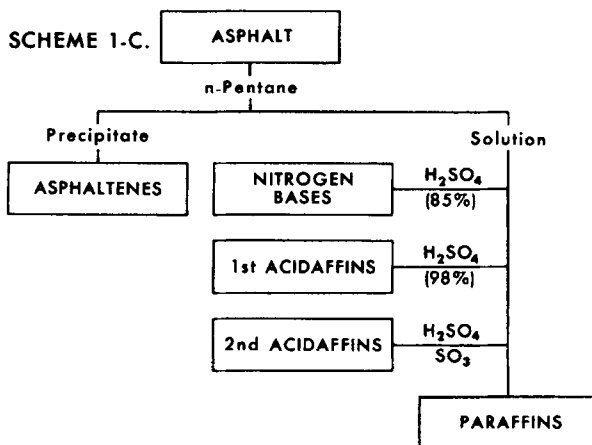 SCHEME 1-C.
ASPHALT
n-Pentane
Precipitate
Solution
ASPHALTENES
NITROGEN
BASES
H₂SO₄
(85%)
1st ACIDAFFINS
H₂SO₄
(98%)
2nd ACIDAFFINS
H₂SO₄
SO₃
PARAFFINS